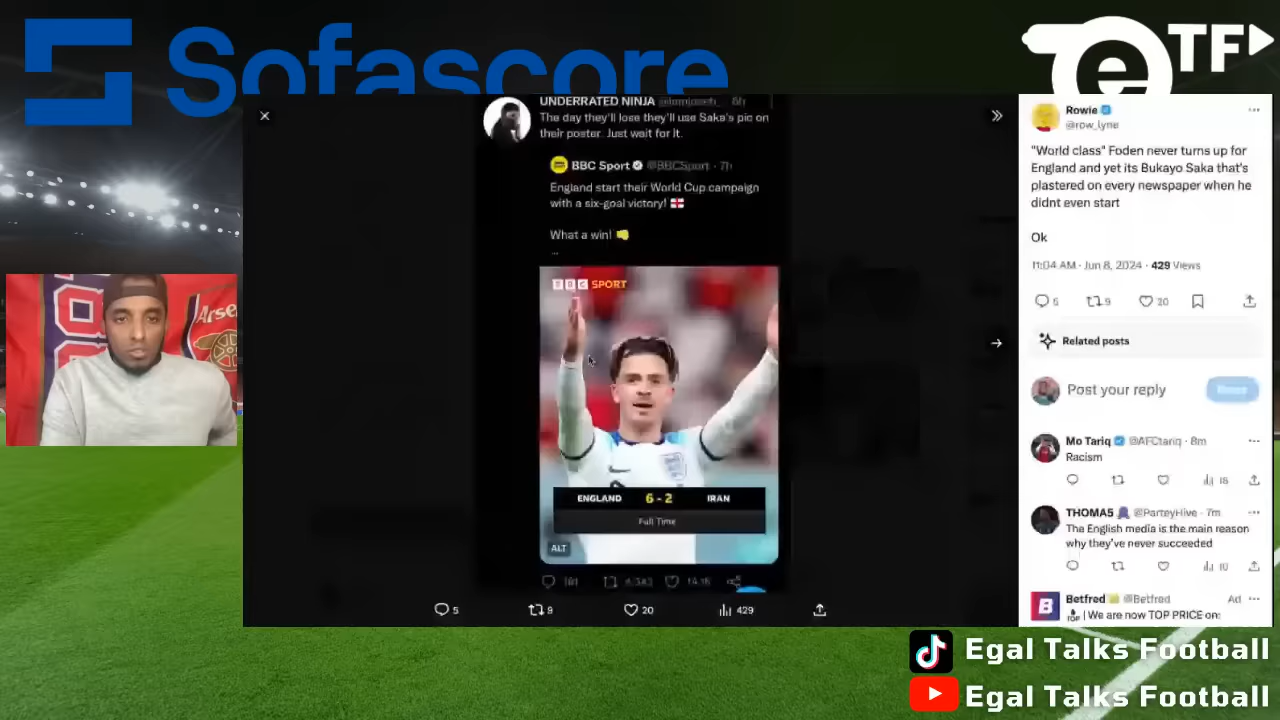 Sofascore
e TF
UNDERRATED NINJA
The day they'll lose they'll use Saka's pic on
their poster. Just wait for it.
BBC Sport @BBCSport · 7h
England start their World Cup campaign
with a six-goal victory!
What a win!
...
BBC SPORT
ENGLAND 6 - 2 IRAN
Full Time
ALT
181
5
9
20
429
Rowie
@row_lyne
"World class" Foden never turns up for
England and yet its Bukayo Saka that's
plastered on every newspaper when he
didnt even start
Ok
11:04 AM · Jun 8, 2024 · 429 Views
5
9
20
Related posts
Post your reply
Mo Tariq @AFCtariq · 8m
Racism
THOMA5 @ParteyHive · 7m
The English media is the main reason
why they've never succeeded
Betfred @Betfred Ad
| We are now TOP PRICE on:
Arse
Egal Talks Football
Egal Talks Football